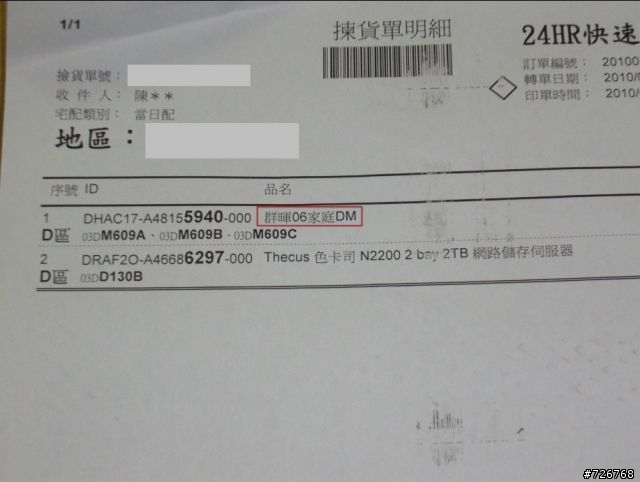 1/1
揀貨單明細
24HR快速
撿貨單號：
訂單編號： 20100
收 件 人： 陳＊＊
轉單日期： 2010/0
宅配類別： 當日配
印單時間： 2010/
地區：
序號 ID 品名
1 DHAC17-A48155940-000 群暉06家庭DM
D區 03DM609A、03DM609B、03DM609C
2 DRAF2O-A46686297-000 Thecus 色卡司 N2200 2 bay 2TB 網路儲存伺服器
D區 03DD130B
#726768